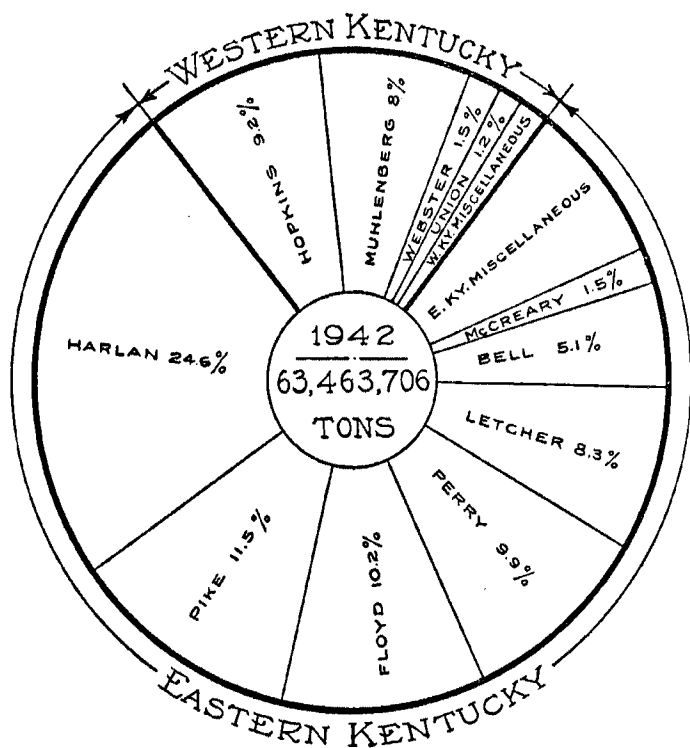 WESTERN KENTUCKY
HOPKINS 9.2%
MUHLENBERG 8%
WEBSTER 1.5%
UNION 1.2%
W. KY. MISCELLANEOUS
E. KY. MISCELLANEOUS
McCREARY 1.5%
BELL 5.1%
LETCHER 8.3%
PERRY 9.9%
FLOYD 10.2%
PIKE 11.5%
HARLAN 24.6%
1942
63,463,706
TONS
EASTERN KENTUCKY